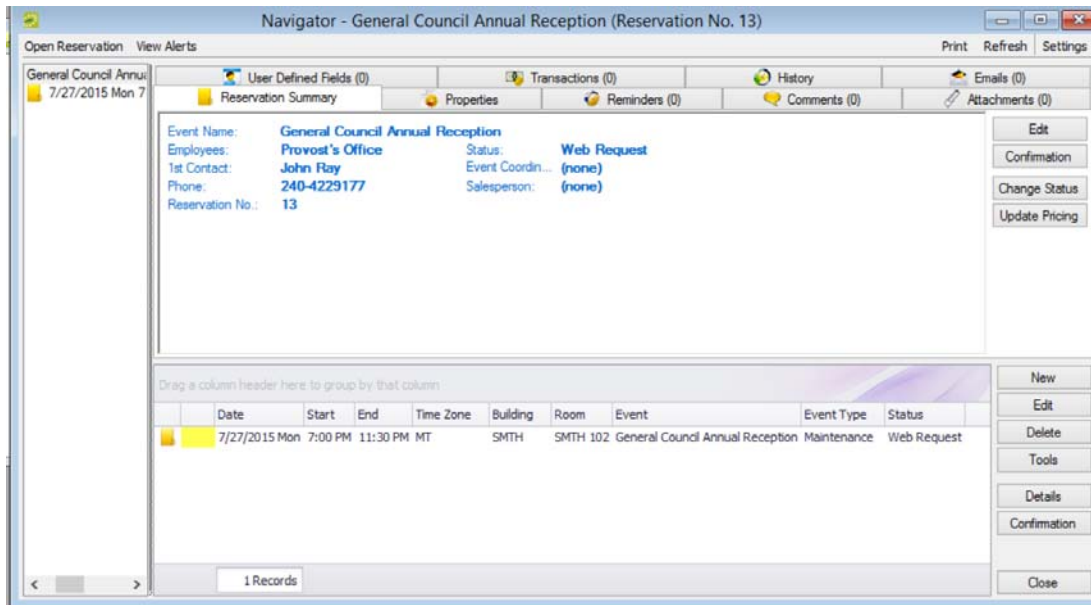 Navigator - General Council Annual Reception (Reservation No. 13)
Open Reservation View Alerts Print Refresh Settings
General Council Annu
7/27/2015 Mon 7
User Defined Fields (0) Transactions (0) History Emails (0)
Reservation Summary Properties Reminders (0) Comments (0) Attachments (0)
Event Name: General Council Annual Reception
Employees: Provost's Office Status: Web Request
1st Contact: John Ray Event Coordin... (none)
Phone: 240-4229177 Salesperson: (none)
Reservation No.: 13
Edit
Confirmation
Change Status
Update Pricing
Drag a column header here to group by that column
Date Start End Time Zone Building Room Event Event Type Status
7/27/2015 Mon 7:00 PM 11:30 PM MT SMTH SMTH 102 General Council Annual Reception Maintenance Web Request
1 Records
New
Edit
Delete
Tools
Details
Confirmation
Close